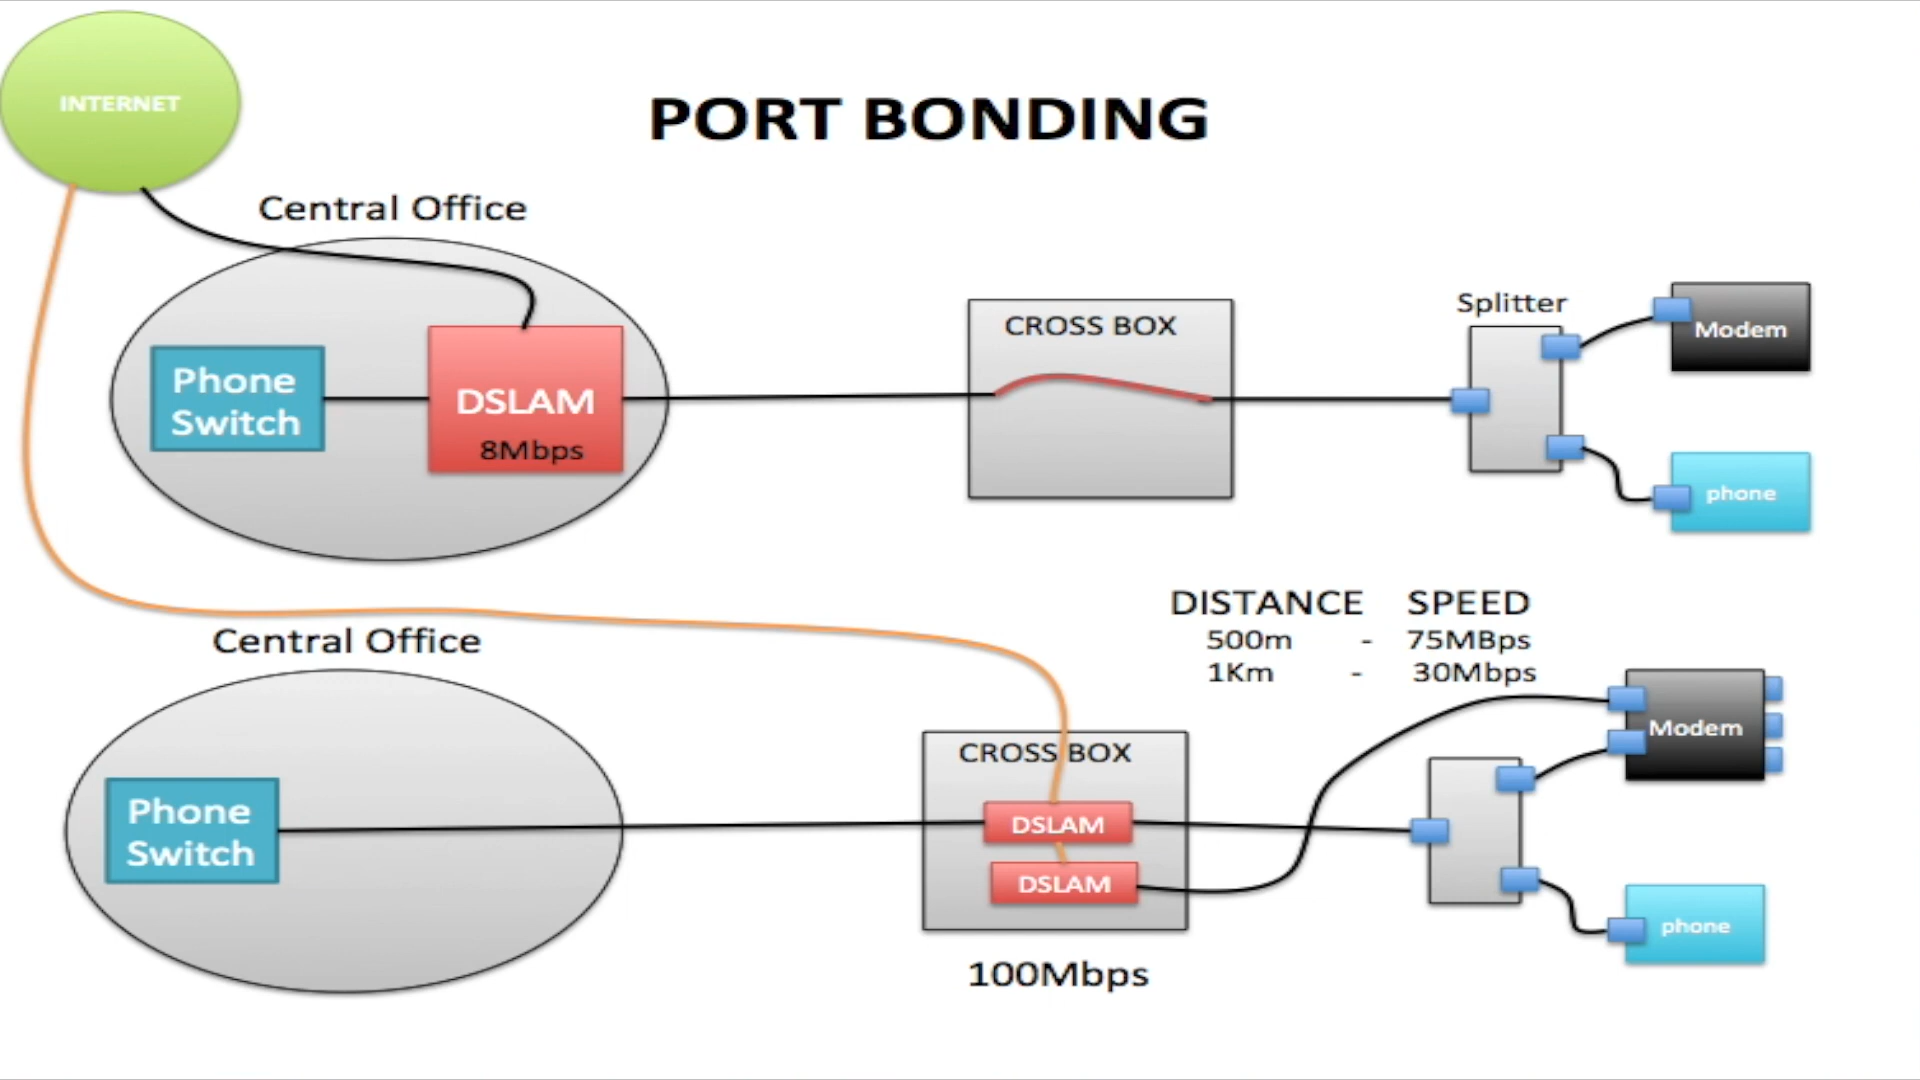 INTERNET
PORT BONDING
Central Office
Phone
Switch
DSLAM
8Mbps
CROSS BOX
Splitter
Modem
phone
DISTANCE SPEED
500m - 75MBps
1Km - 30Mbps
Central Office
Phone
Switch
CROSS BOX
DSLAM
DSLAM
100Mbps
Modem
phone